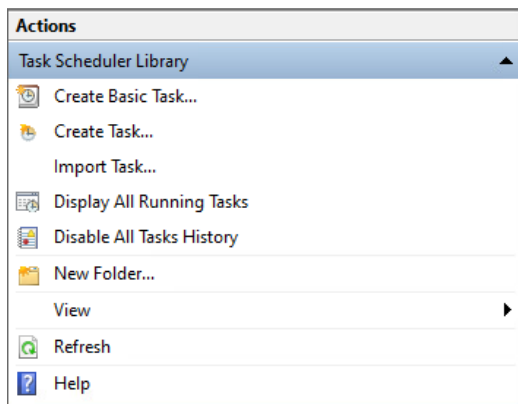 Actions
Task Scheduler Library
Create Basic Task...
Create Task...
Import Task...
Display All Running Tasks
Disable All Tasks History
New Folder...
View
Refresh
Help